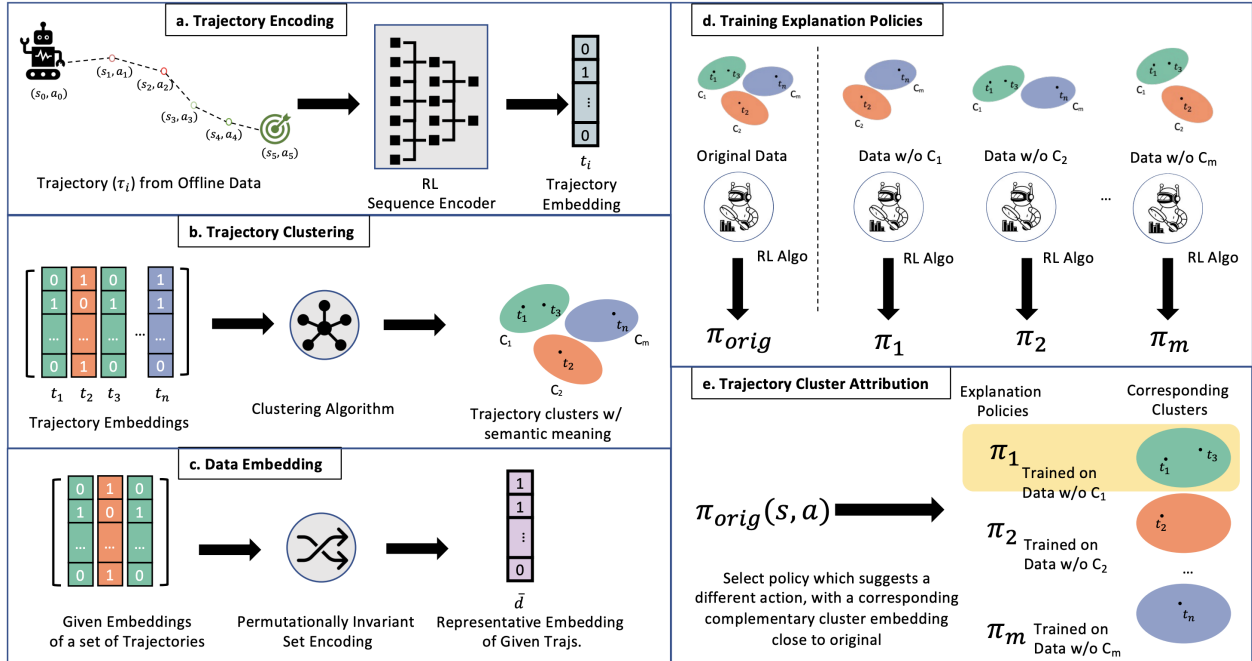 a. Trajectory Encoding
(s₀, a₀)
(s₁, a₁)
(s₂, a₂)
(s₃, a₃)
(s₄, a₄)
(s₅, a₅)
Trajectory (τᵢ) from Offline Data
RL
Sequence Encoder
0
1
...
0
tᵢ
Trajectory
Embedding
b. Trajectory Clustering
0 1 0 1
1 0 1 1
... ... ... ... ...
0 1 0 0
t₁ t₂ t₃ tₙ
Trajectory Embeddings
Clustering Algorithm
t₁ t₃
tₙ
C₁
Cₘ
t₂
C₂
Trajectory clusters w/
semantic meaning
c. Data Embedding
0 1 0
1 0 1
... ... ...
0 1 0
Given Embeddings
of a set of Trajectories
Permutationally Invariant
Set Encoding
1
1
...
0
d̄
Representative Embedding
of Given Trajs.
d. Training Explanation Policies
t₁ t₃
tₙ
C₁
Cₘ
t₂
C₂
Original Data
RL Algo
π_orig
tₙ
Cₘ
t₂
C₂
Data w/o C₁
RL Algo
π₁
t₁ t₃
tₙ
C₁
Cₘ
Data w/o C₂
RL Algo
π₂
...
t₁ t₃
C₁
t₂
C₂
Data w/o Cₘ
RL Algo
πₘ
e. Trajectory Cluster Attribution
Explanation
Policies
Corresponding
Clusters
π_orig(s, a)
Select policy which suggests a
different action, with a corresponding
complementary cluster embedding
close to original
π₁ Trained on
Data w/o C₁
t₁ t₃
π₂ Trained on
Data w/o C₂
t₂
...
πₘ Trained on
Data w/o Cₘ
tₙ